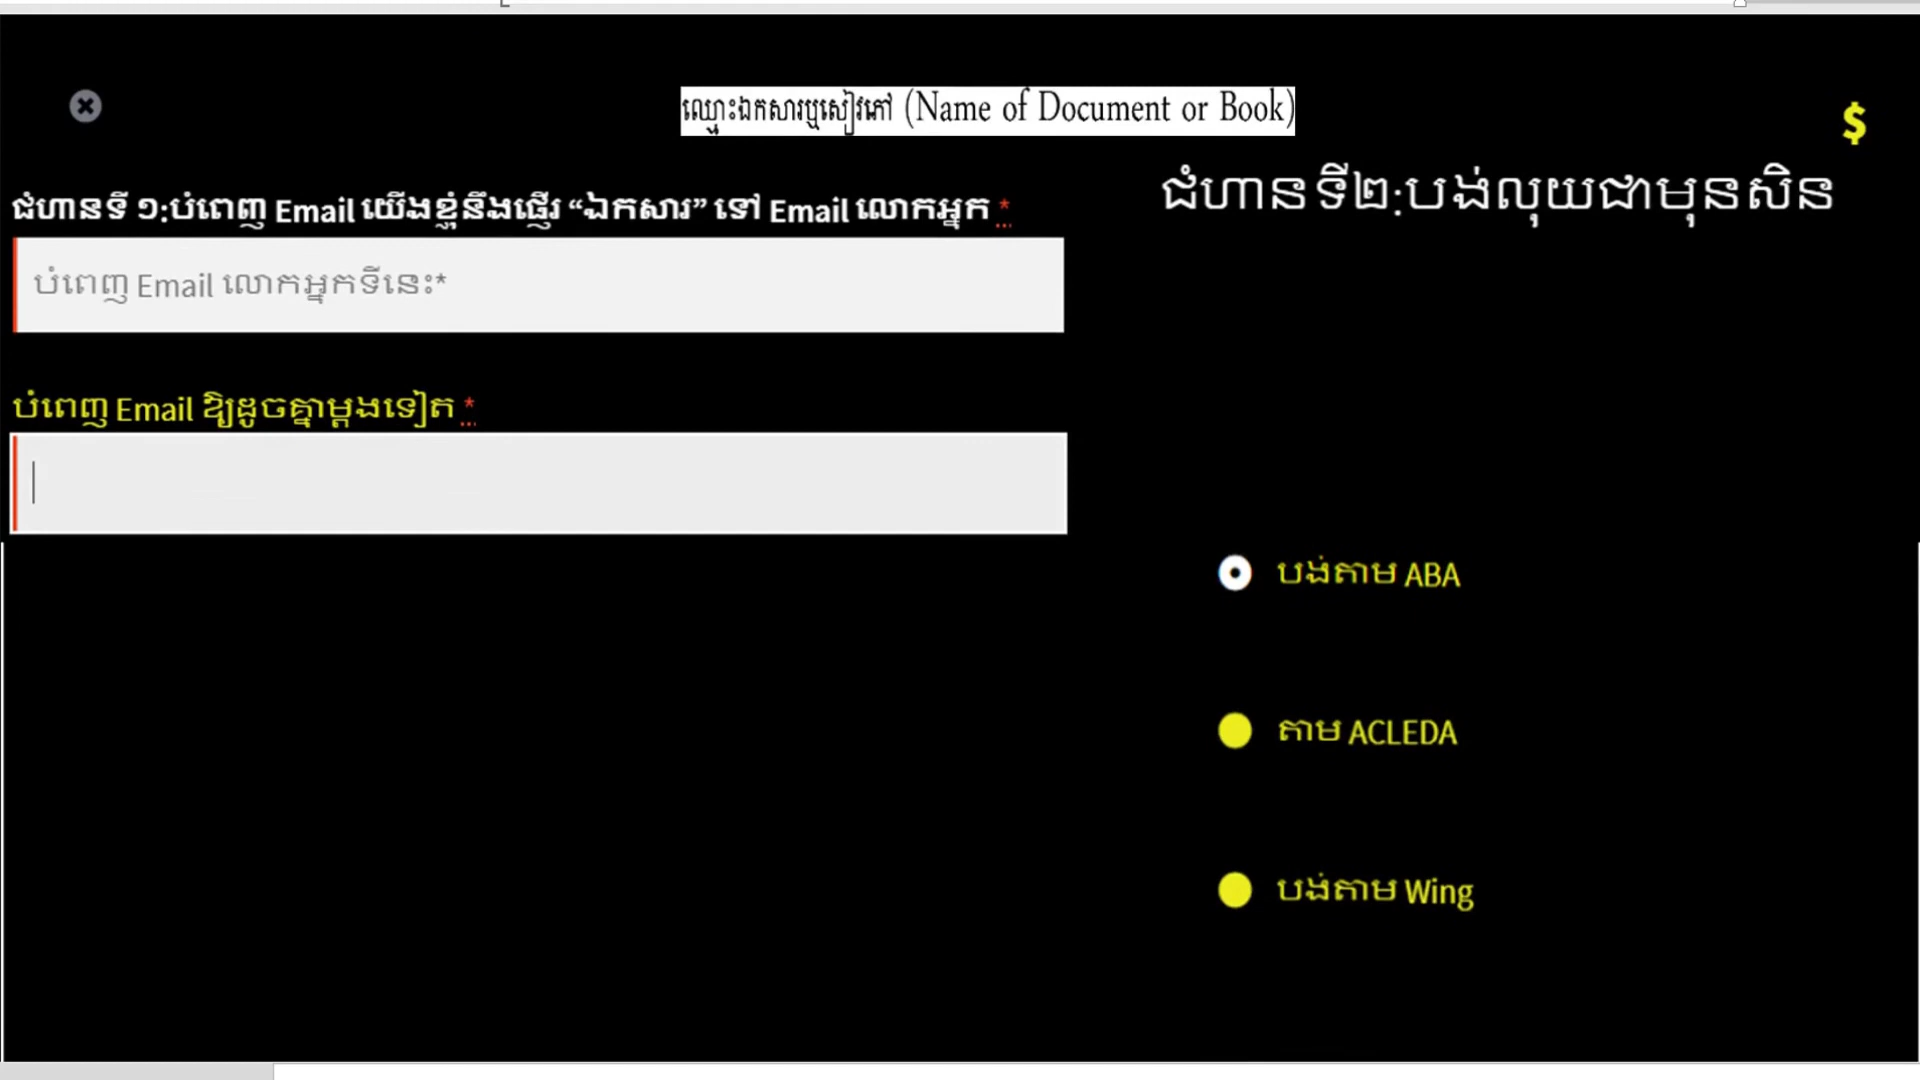 ឈ្មោះឯកសារឬសៀវភៅ (Name of Document or Book)
$
ជំហានទី ១:បំពេញ Email យើងខ្ញុំនឹងផ្ញើរ “ឯកសារ” ទៅ Email លោកអ្នក *
បំពេញ Email លោកអ្នកទីនេះ*
បំពេញ Email ឱ្យដូចគ្នាម្តងទៀត *
ជំហានទី២:បង់លុយជាមុនសិន
បង់តាម ABA
តាម ACLEDA
បង់តាម Wing